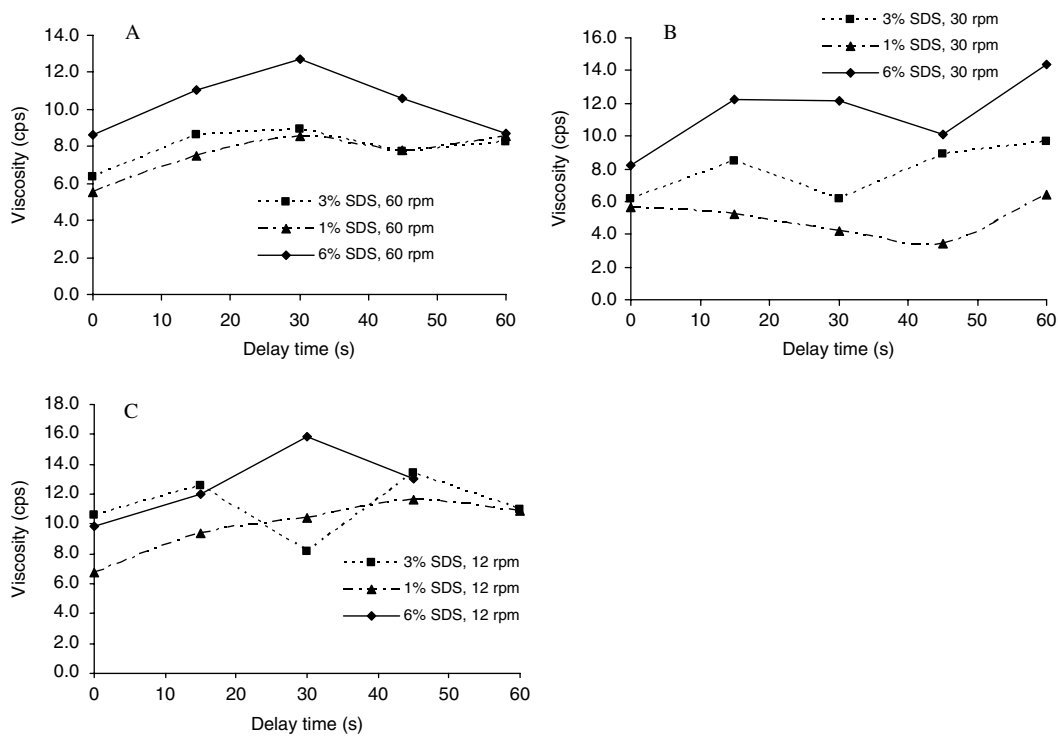 A
Viscosity (cps)
14.0
12.0
10.0
8.0
6.0
4.0
2.0
0.0
3% SDS, 60 rpm
1% SDS, 60 rpm
6% SDS, 60 rpm
0 10 20 30 40 50 60
Delay time (s)
B
3% SDS, 30 rpm
1% SDS, 30 rpm
6% SDS, 30 rpm
Viscosity (cps)
16.0
14.0
12.0
10.0
8.0
6.0
4.0
2.0
0.0
0 10 20 30 40 50 60
Delay time (s)
C
Viscosity (cps)
18.0
16.0
14.0
12.0
10.0
8.0
6.0
4.0
2.0
0.0
3% SDS, 12 rpm
1% SDS, 12 rpm
6% SDS, 12 rpm
0 10 20 30 40 50 60
Delay time (s)